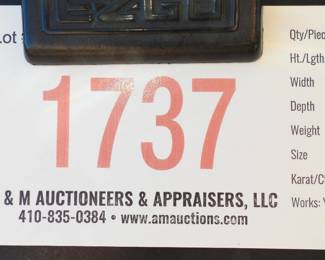 EZGO
Lot
Qty/Piec
Ht./Lgth
Width
Depth
Weight
Size
Karat/C
Works:
1737
& M AUCTIONEERS & APPRAISERS, LLC
410-835-0384 • www.amauctions.com